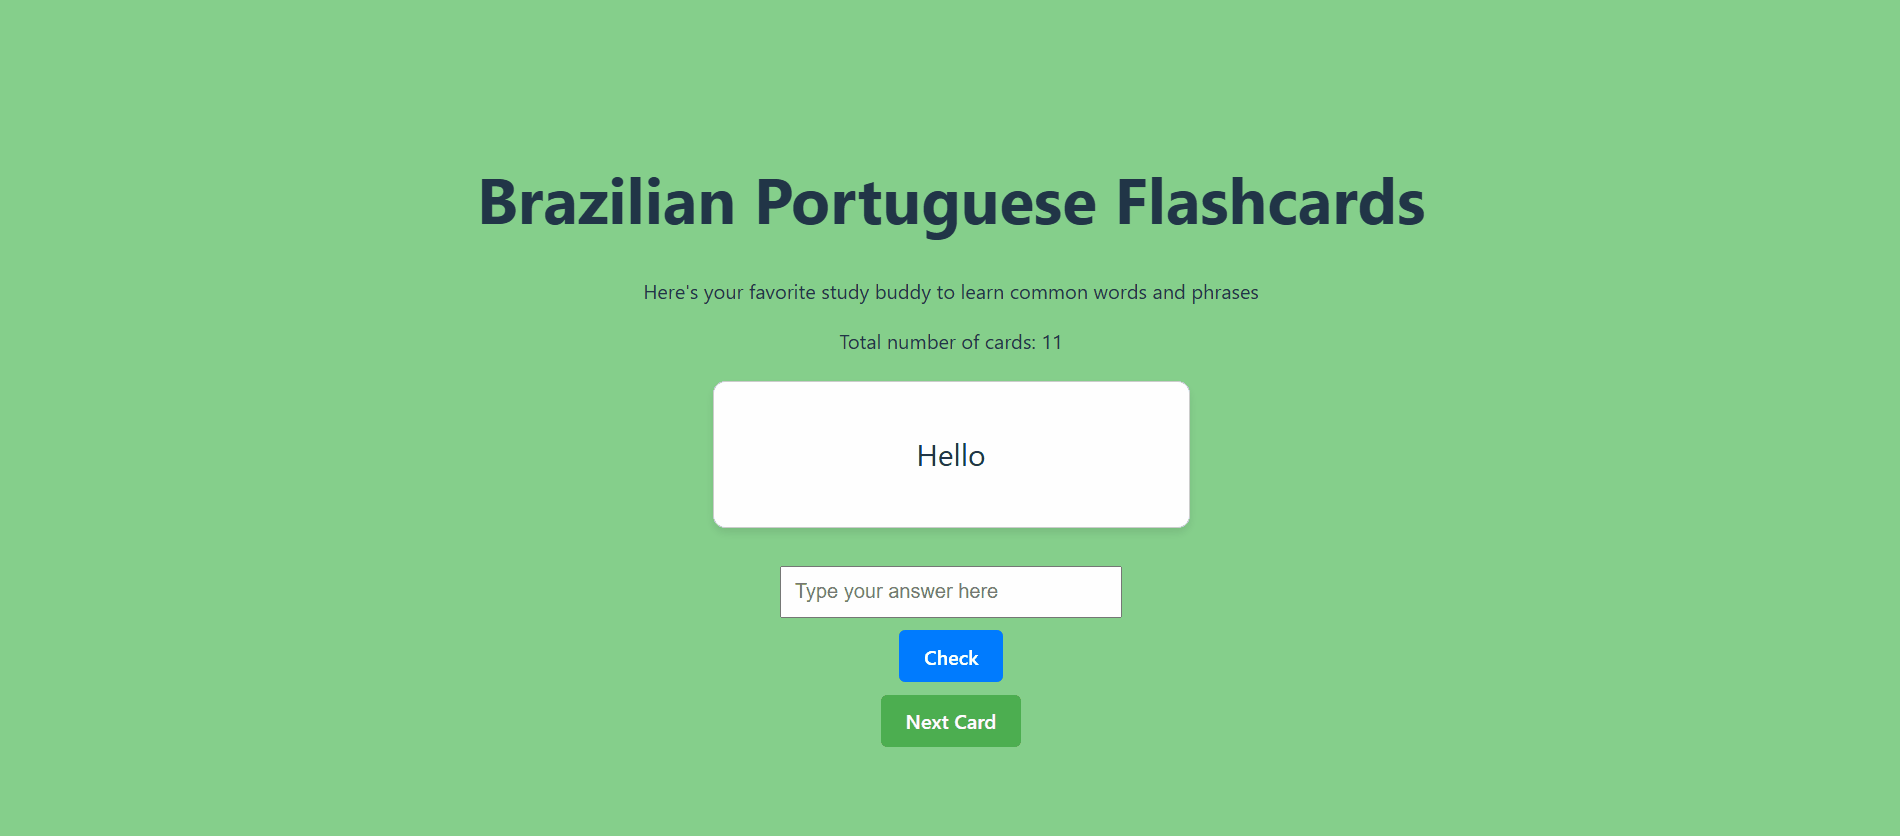 Brazilian Portuguese Flashcards
Here's your favorite study buddy to learn common words and phrases
Total number of cards: 11
Hello
Type your answer here
Check
Next Card